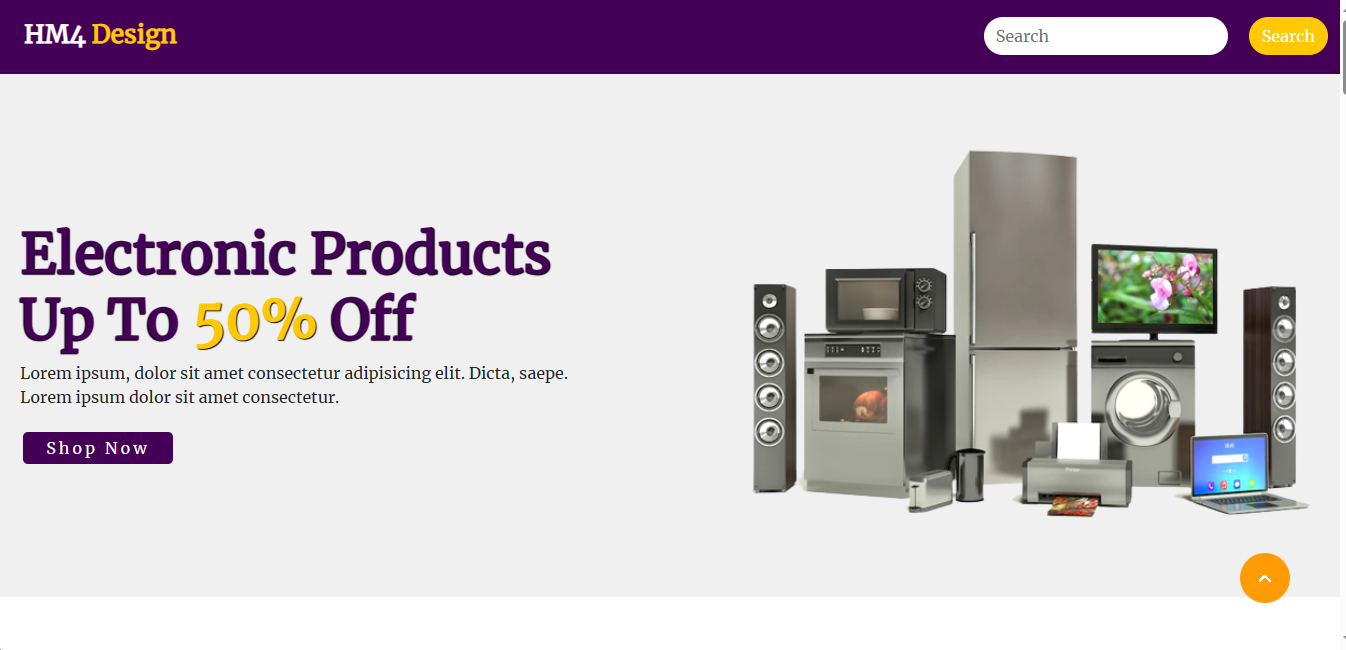 HM4 Design
Search
Search
Electronic Products
Up To 50% Off
Lorem ipsum, dolor sit amet consectetur adipisicing elit. Dicta, saepe.
Lorem ipsum dolor sit amet consectetur.
Shop Now